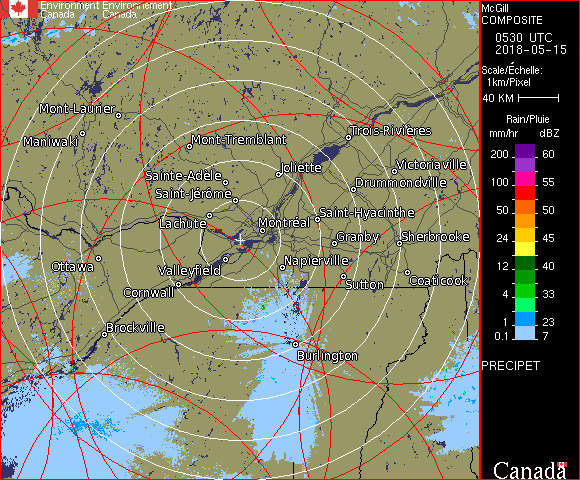 Environment Environnement
Canada Canada
McGill
COMPOSITE
0530 UTC
2018-05-15
Scale/Échelle:
1km/Pixel
40 KM
Rain/Pluie
mm/hr dBZ
200 60
100 55
50 50
24 45
12 40
4 33
1 23
0.1 7
PRECIPET
Canada
Mont-Laurier
Maniwaki
Mont-Tremblant
Trois-Rivières
Sainte-Adèle
Joliette
Victoriaville
Saint-Jérôme
Drummondville
Lachute
Montréal
Saint-Hyacinthe
Granby
Sherbrooke
Ottawa
Valleyfield
Napierville
Cornwall
Sutton
Coaticook
Brockville
Burlington